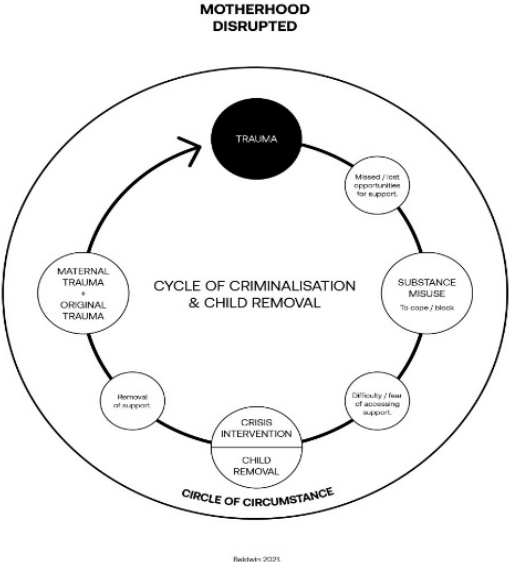 MOTHERHOOD
DISRUPTED
TRAUMA
Missed / lost
opportunities
for support.
SUBSTANCE
MISUSE
To cope / block
Difficulty / fear
of accessing
support.
CRISIS
INTERVENTION
CHILD
REMOVAL
Removal
of support.
MATERNAL
TRAUMA
+
ORIGINAL
TRAUMA
CYCLE OF CRIMINALISATION
& CHILD REMOVAL
CIRCLE OF CIRCUMSTANCE
Baldwin 2021.